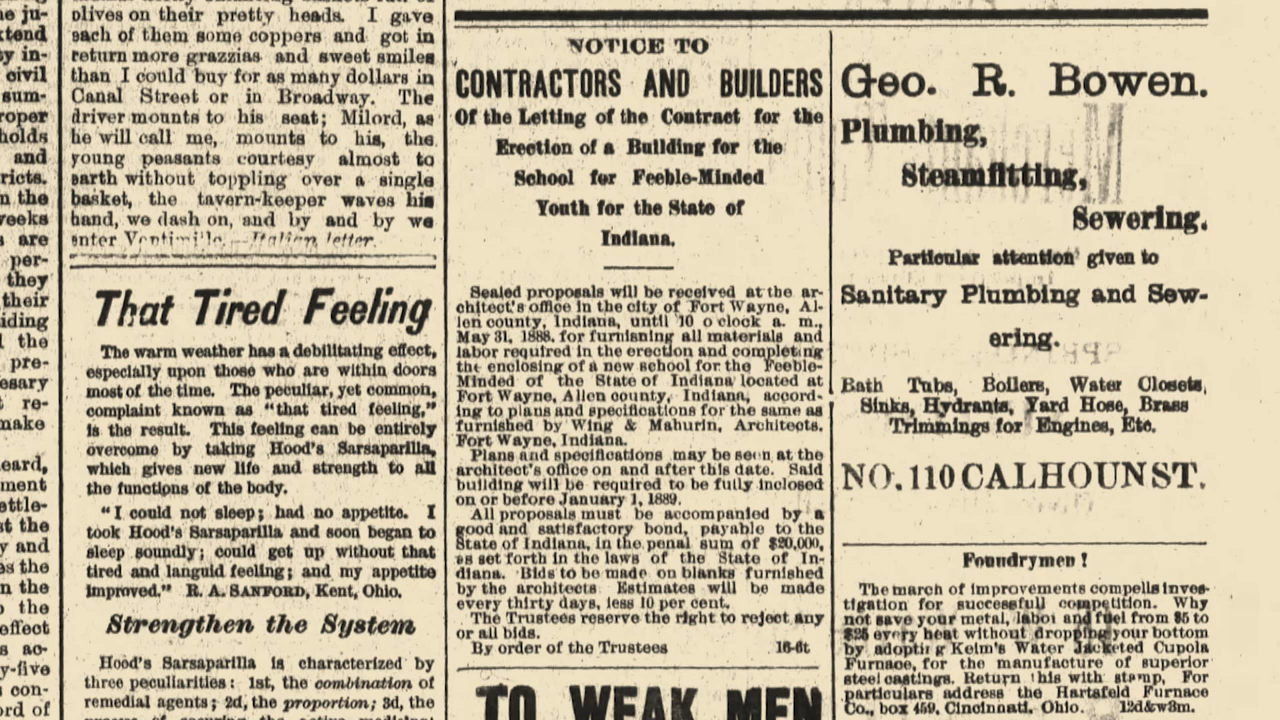 olives on their pretty heads. I gave
each of them some coppers and got in
return more grazzias and sweet smiles
than I could buy for as many dollars in
Canal Street or in Broadway. The
driver mounts to his seat; Milord, as
he will call me, mounts to his, the
young peasants courtesy almost to
earth without toppling over a single
basket, the tavern-keeper waves his
hand, we dash on, and by and by we
enter Ventimille.—Italian letter.
That Tired Feeling
The warm weather has a debilitating effect,
especially upon those who are within doors
most of the time. The peculiar, yet common,
complaint known as "that tired feeling,"
is the result. This feeling can be entirely
overcome by taking Hood's Sarsaparilla,
which gives new life and strength to all
the functions of the body.
"I could not sleep; had no appetite. I
took Hood's Sarsaparilla and soon began to
sleep soundly; could get up without that
tired and languid feeling; and my appetite
improved." R. A. SANFORD, Kent, Ohio.
Strengthen the System
Hood's Sarsaparilla is characterized by
three peculiarities: 1st, the combination of
remedial agents; 2d, the proportion; 3d, the
NOTICE TO
CONTRACTORS AND BUILDERS
Of the Letting of the Contract for the
Erection of a Building for the
School for Feeble-Minded
Youth for the State of
Indiana.
Sealed proposals will be received at the ar-
chitect's office in the city of Fort Wayne, Al-
len county, Indiana, until 10 o clock a. m.,
May 31, 1888. for furnisning all materials and
labor required in the erection and completing
the enclosing of a new school for the Feeble-
Minded of the State of Indiana located at
Fort Wayne, Allen county, Indiana, accord-
ing to plans and specifications for the same as
furnished by Wing & Mahurin, Architects.
Fort Wayne, Indiana.
Plans and specifications may be seen at the
architect's office on and after this date. Said
building will be required to be fully inclosed
on or before January 1, 1889.
All proposals must be accompanied by a
good and satisfactory bond, payable to the
State of Indiana, in the penal sum of $20,000,
as set forth in the laws of the State of In-
diana. Bids to be made on blanks furnished
by the architects Estimates will be made
every thirty days, less 10 per cent.
The Trustees reserve the right to reject any
or all bids.
By order of the Trustees 16-6t
TO WEAK MEN
Geo. R. Bowen.
Plumbing,
Steamfitting,
Sewering.
Particular attention given to
Sanitary Plumbing and Sew-
ering.
Bath Tubs, Boilers, Water Closets,
Sinks, Hydrants, Yard Hose, Brass
Trimmings for Engines, Etc.
NO. 110 CALHOUN ST.
Foundrymen!
The march of improvements compells inves-
tigation for successfull competition. Why
not save your metal, labor and fuel from $5 to
$25 every heat without dropping your bottom
by adopting Keim's Water Jacketed Cupola
Furnace, for the manufacture of superior
steel castings. Return this with stamp, For
particulars address the Hartsfeld Furnace
Co., box 459, Cincinnati, Ohio. 12d&w3m.